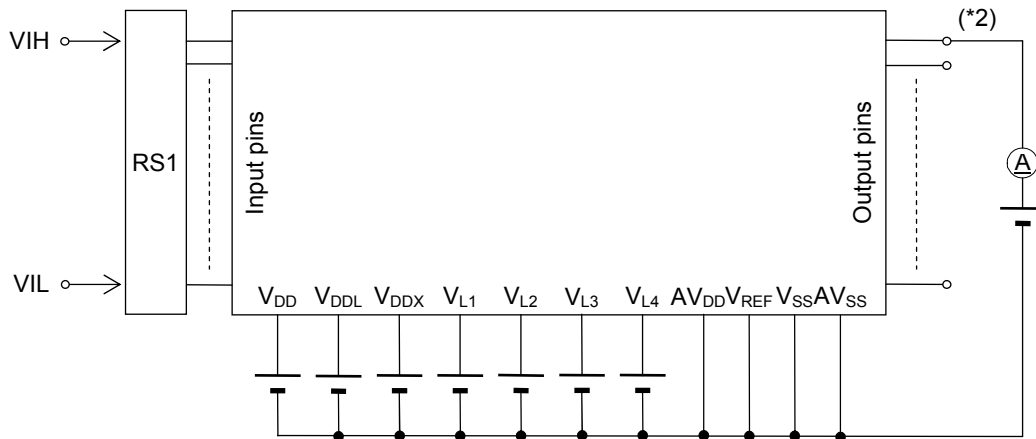 (*2)
VIH
RS1
Input pins
Output pins
A
VIL
VDD VDDL VDDX VL1 VL2 VL3 VL4 AVDD VREF VSS AVSS